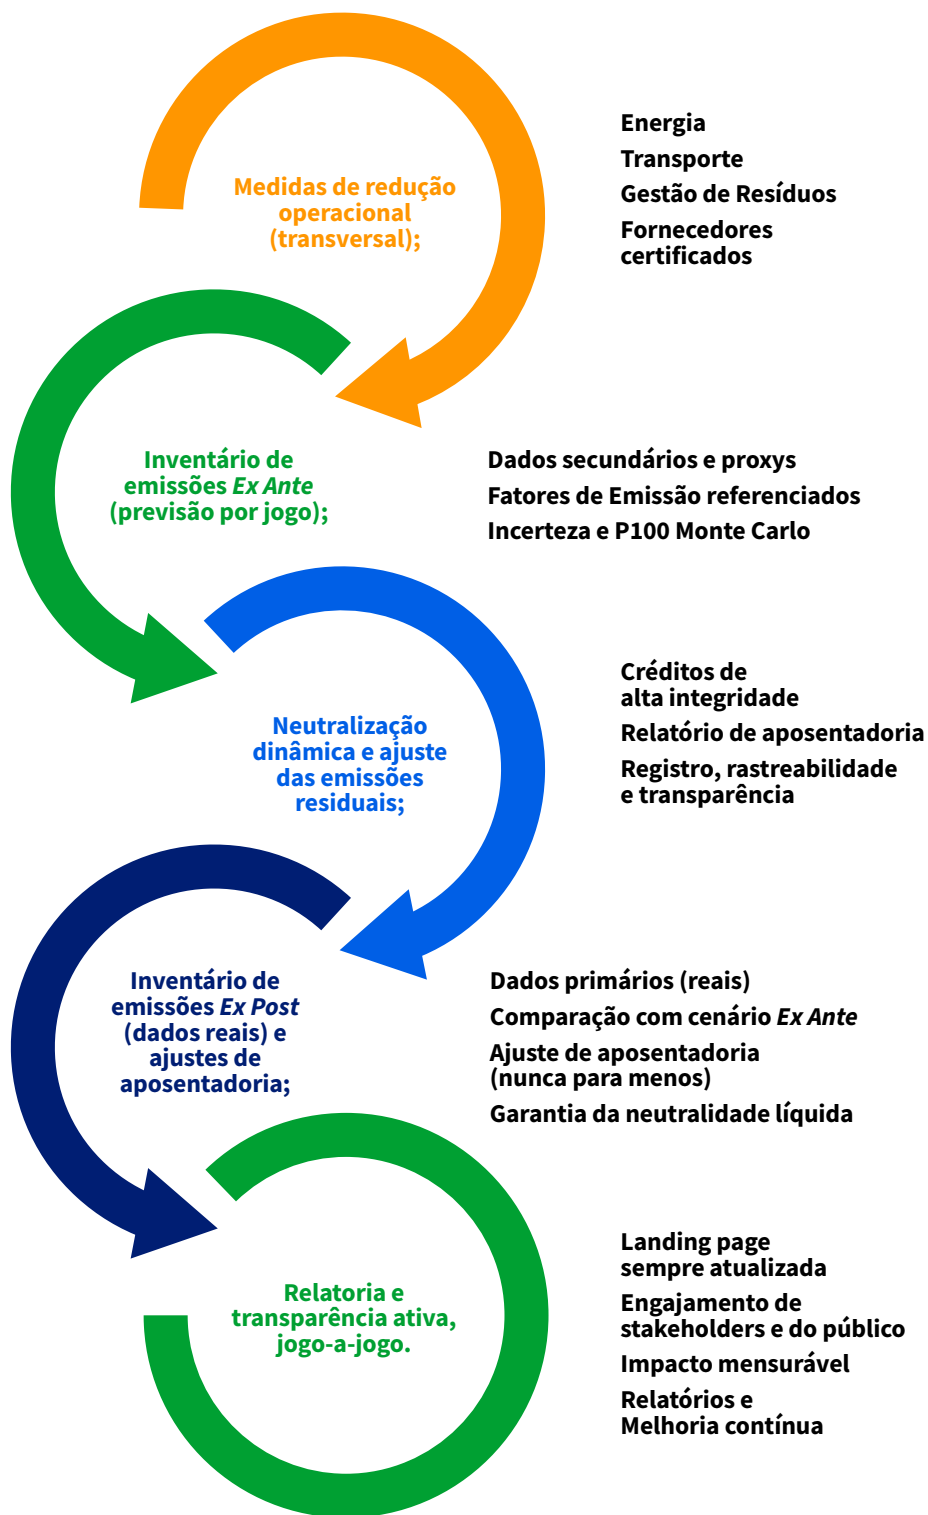 Medidas de redução
operacional
(transversal);
Energia
Transporte
Gestão de Resíduos
Fornecedores
certificados
Inventário de
emissões Ex Ante
(previsão por jogo);
Dados secundários e proxys
Fatores de Emissão referenciados
Incerteza e P100 Monte Carlo
Neutralização
dinâmica e ajuste
das emissões
residuais;
Créditos de
alta integridade
Relatório de aposentadoria
Registro, rastreabilidade
e transparência
Inventário de
emissões Ex Post
(dados reais) e
ajustes de
aposentadoria;
Dados primários (reais)
Comparação com cenário Ex Ante
Ajuste de aposentadoria
(nunca para menos)
Garantia da neutralidade líquida
Relatoria e
transparência ativa,
jogo-a-jogo.
Landing page
sempre atualizada
Engajamento de
stakeholders e do público
Impacto mensurável
Relatórios e
Melhoria contínua